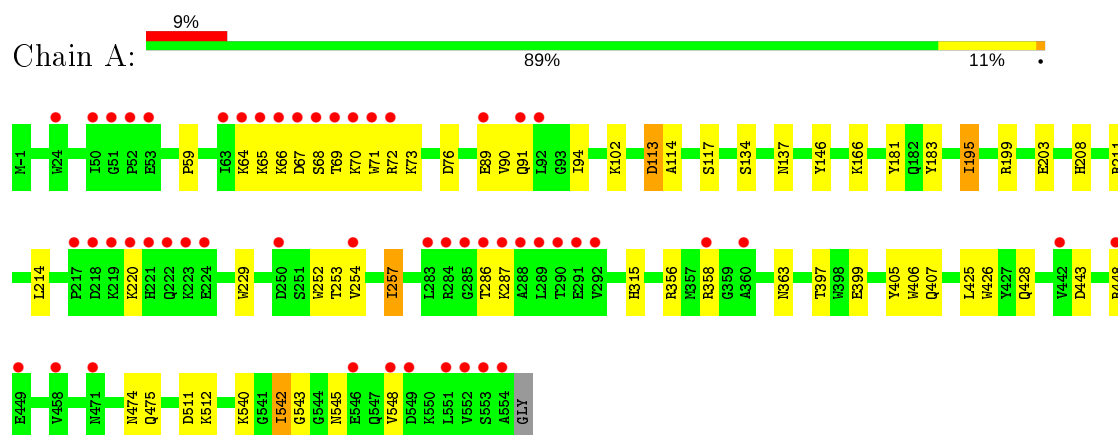 9%
Chain A:
89% 11% •
M-1 W24 I50 G51 P52 E53 P59 I63 K64 K65 K66 D67 S68 T69 K70 W71 R72 K73 D76 E89 V90 Q91 L92 G93 I94 K102 D113 A114 S117 S134 N137 Y146 K166 Y181 Q182 Y183 I195 R199 E203 H208 R211
L214 P217 D218 K219 K220 H221 Q222 K223 E224 W229 D250 S251 W252 T253 V254 I257 L283 R284 G285 T286 K287 A288 L289 T290 E291 V292 H315 R356 M357 R358 G359 A360 N363 T397 W398 E399 Y405 W406 Q407 L425 W426 Y427 Q428 V442 D443 R448
E449 V458 N471 N474 Q475 D511 K512 K540 G541 I542 G543 G544 N545 E546 Q547 V548 D549 K550 L551 V552 S553 A554 GLY